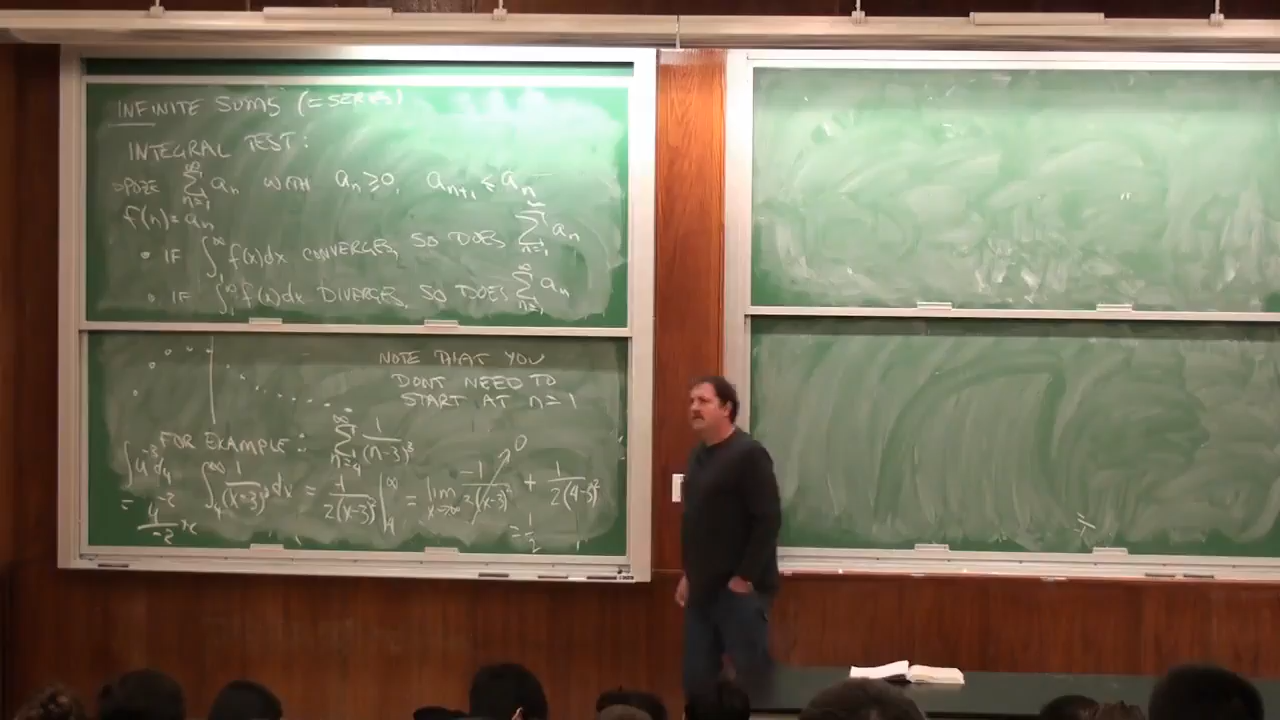 INFINITE SUMS (= SERIES)
INTEGRAL TEST:
∑_{n=1}^{∞} a_n WITH a_n ≥ 0, a_{n+1} ≤ a_n
f(n) = a_n
• IF ∫_1^∞ f(x)dx CONVERGES, SO DOES ∑_{n=1}^{∞} a_n
• IF ∫_1^∞ f(x)dx DIVERGES, SO DOES ∑_{n=1}^{∞} a_n
NOTE THAT YOU
DONT NEED TO
START AT n=1
FOR EXAMPLE: ∑_{n=4}^{∞} 1/(n-3)^3
∫ u^{-3} du = u^{-2}/-2 +c
∫_4^∞ 1/(x-3)^3 dx = -1/2(x-3)^2 |_4^∞ = lim_{x→∞} -1/2(x-3)^2 → 0 + 1/2(4-3)^2
= 1/2